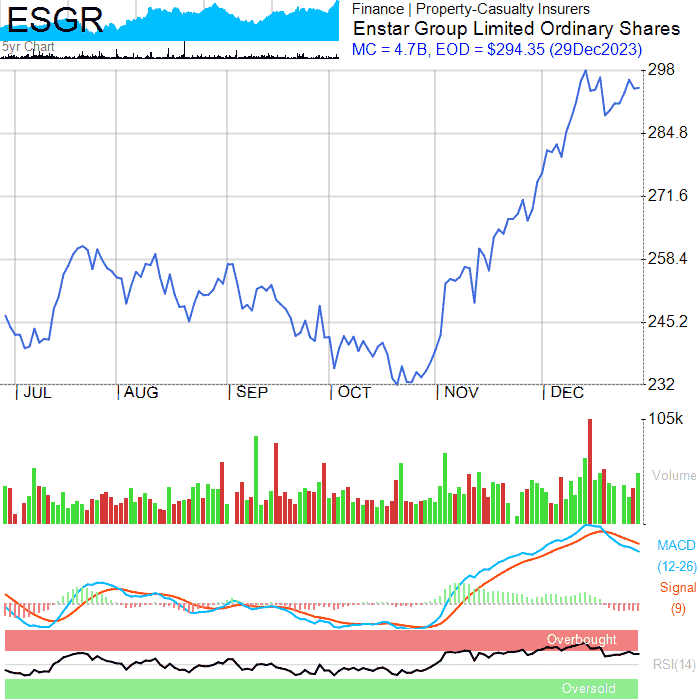 ESGR
5yr Chart
Finance | Property-Casualty Insurers
Enstar Group Limited Ordinary Shares
MC = 4.7B, EOD = $294.35 (29Dec2023)
298
284.8
271.6
258.4
245.2
232
| JUL | AUG | SEP | OCT | NOV | DEC
105k
Volume
MACD
(12-26)
Signal
(9)
Overbought
RSI(14)
Oversold